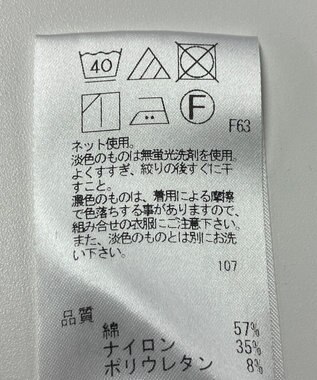 40
F
F63
ネット使用。
淡色のものは無蛍光洗剤を使用。
よくすすぎ、絞りの後すぐに干
すこと。
濃色のものは、着用による摩擦
で色落ちする事がありますので、
組み合せの衣服にご注意下さい。
また、淡色のものとは別にお洗
い下さい。
107
品質
綿 57%
ナイロン 35%
ポリウレタン 8%